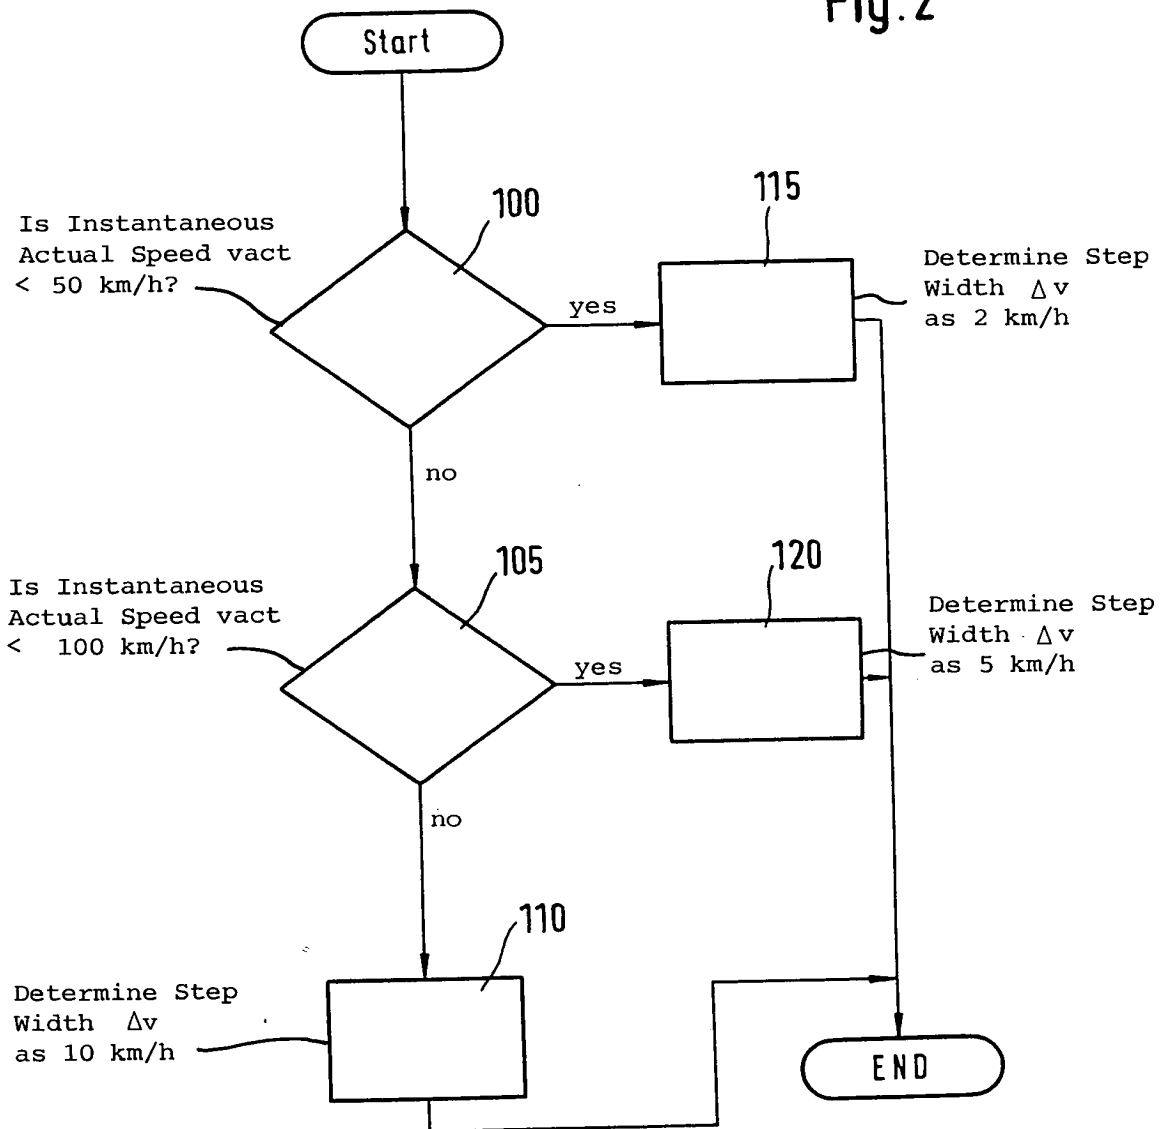 Fig.2
Start
100
115
Is Instantaneous
Actual Speed vact
< 50 km/h?
yes
Determine Step
Width Δv
as 2 km/h
no
105
120
Is Instantaneous
Actual Speed vact
< 100 km/h?
yes
Determine Step
Width Δv
as 5 km/h
no
110
Determine Step
Width Δv
as 10 km/h
END